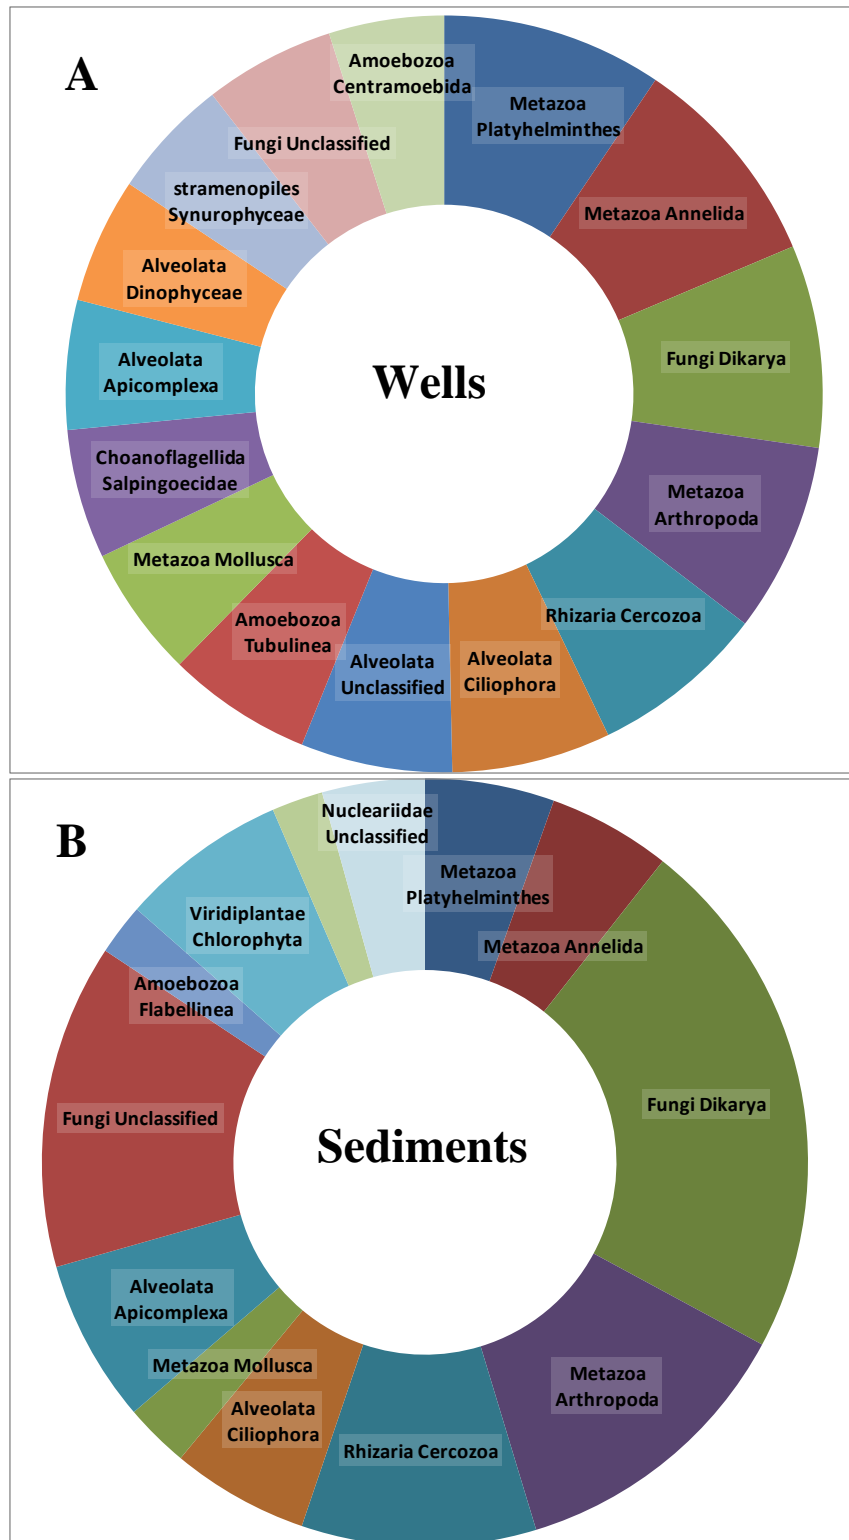 A
Amoebozoa
Centramoebida
Metazoa
Platyhelminthes
Fungi Unclassified
stramenopiles
Synurophyceae
Metazoa Annelida
Alveolata
Dinophyceae
Fungi Dikarya
Alveolata
Apicomplexa
Wells
Choanoflagellida
Salpingoecidae
Metazoa
Arthropoda
Metazoa Mollusca
Rhizaria Cercozoa
Amoebozoa
Tubulinea
Alveolata
Unclassified
Alveolata
Ciliophora
B
Nucleariidae
Unclassified
Metazoa
Platyhelminthes
Viridiplantae
Chlorophyta
Metazoa Annelida
Amoebozoa
Flabellinea
Fungi Dikarya
Fungi Unclassified
Sediments
Alveolata
Apicomplexa
Metazoa Mollusca
Metazoa
Arthropoda
Alveolata
Ciliophora
Rhizaria Cercozoa